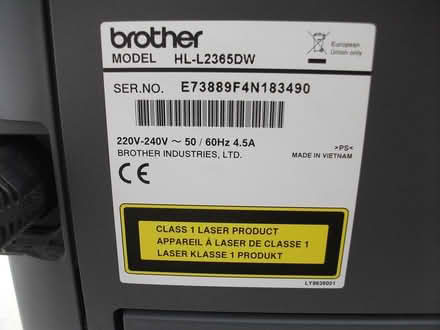 brother
MODEL HL-L2365DW
European
Union only
SER.NO. E73889F4N183490
220V-240V ~ 50 / 60Hz 4.5A
BROTHER INDUSTRIES, LTD.
>PS<
MADE IN VIETNAM
CE
CLASS 1 LASER PRODUCT
APPAREIL À LASER DE CLASSE 1
LASER KLASSE 1 PRODUKT